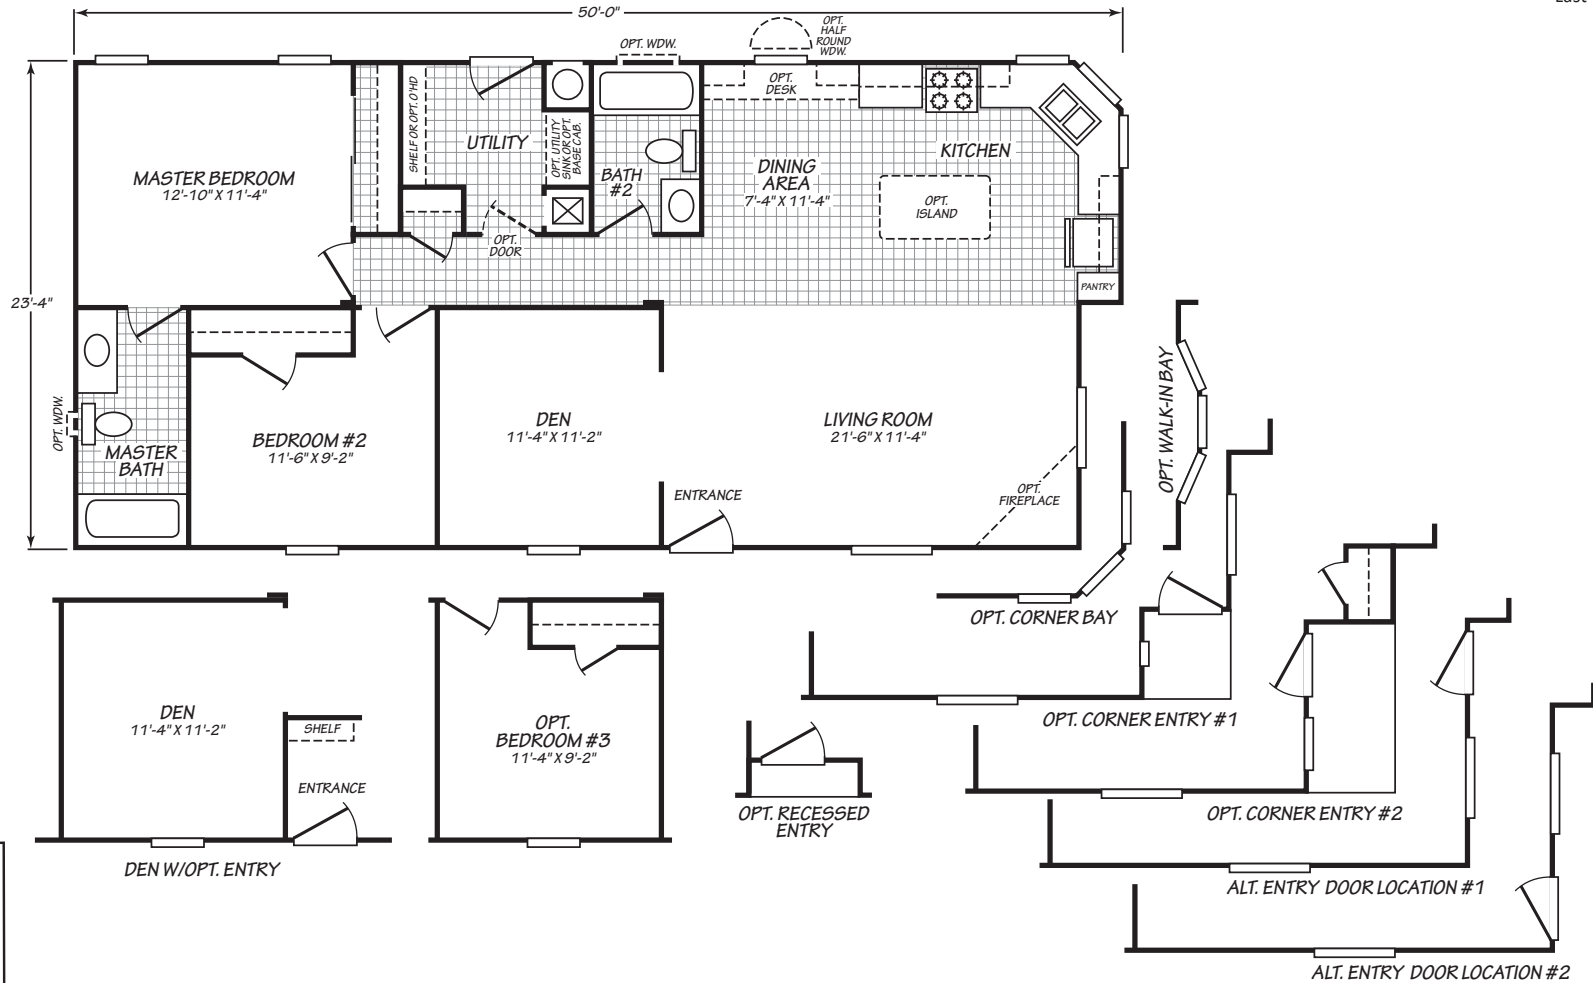 50'-0"
OPT.
HALF
ROUND
WDW.
OPT. WDW.
OPT.
DESK
SHELF OR OPT. O'HD
UTILITY
OPT. UTILITY
SINK OR OPT.
BASE CAB.
BATH
#2
DINING
AREA
7'-4" X 11'-4"
KITCHEN
OPT.
ISLAND
MASTER BEDROOM
12'-10" X 11'-4"
OPT.
DOOR
PANTRY
23'-4"
OPT. WDW.
MASTER
BATH
BEDROOM #2
11'-6" X 9'-2"
DEN
11'-4" X 11'-2"
LIVING ROOM
21'-6" X 11'-4"
ENTRANCE
OPT.
FIREPLACE
OPT. WALK-IN BAY
OPT. CORNER BAY
DEN
11'-4" X 11'-2"
SHELF
ENTRANCE
DEN W/OPT. ENTRY
OPT.
BEDROOM #3
11'-4" X 9'-2"
OPT. RECESSED
ENTRY
OPT. CORNER ENTRY #1
OPT. CORNER ENTRY #2
ALT. ENTRY DOOR LOCATION #1
ALT. ENTRY DOOR LOCATION #2